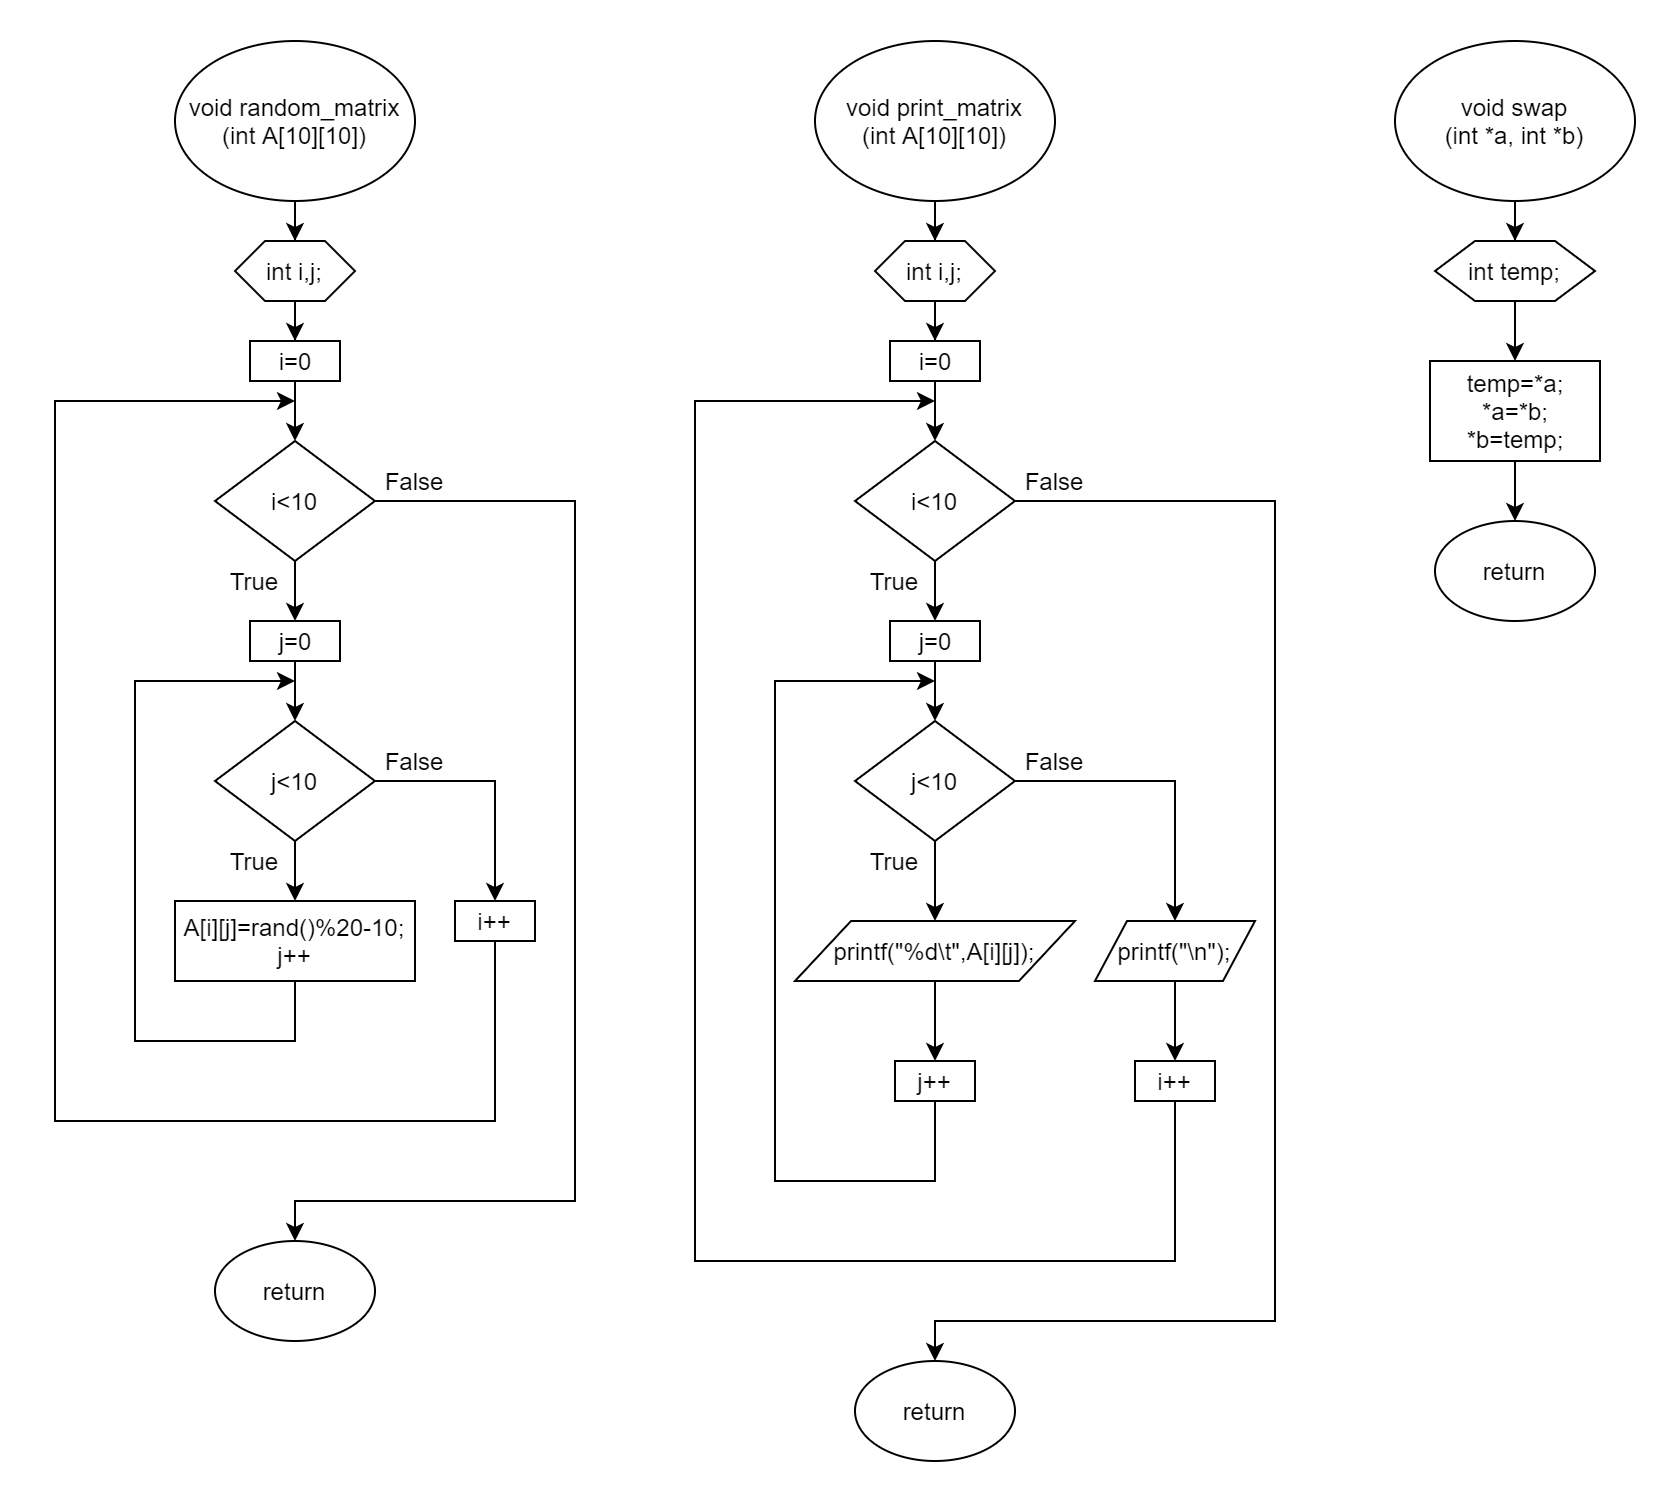 void random_matrix
(int A[10][10])
int i,j;
i=0
i<10
False
True
j=0
j<10
False
True
A[i][j]=rand()%20-10;
j++
i++
return
void print_matrix
(int A[10][10])
int i,j;
i=0
i<10
False
True
j=0
j<10
False
True
printf("%d\t",A[i][j]);
printf("\n");
j++
i++
return
void swap
(int *a, int *b)
int temp;
temp=*a;
*a=*b;
*b=temp;
return